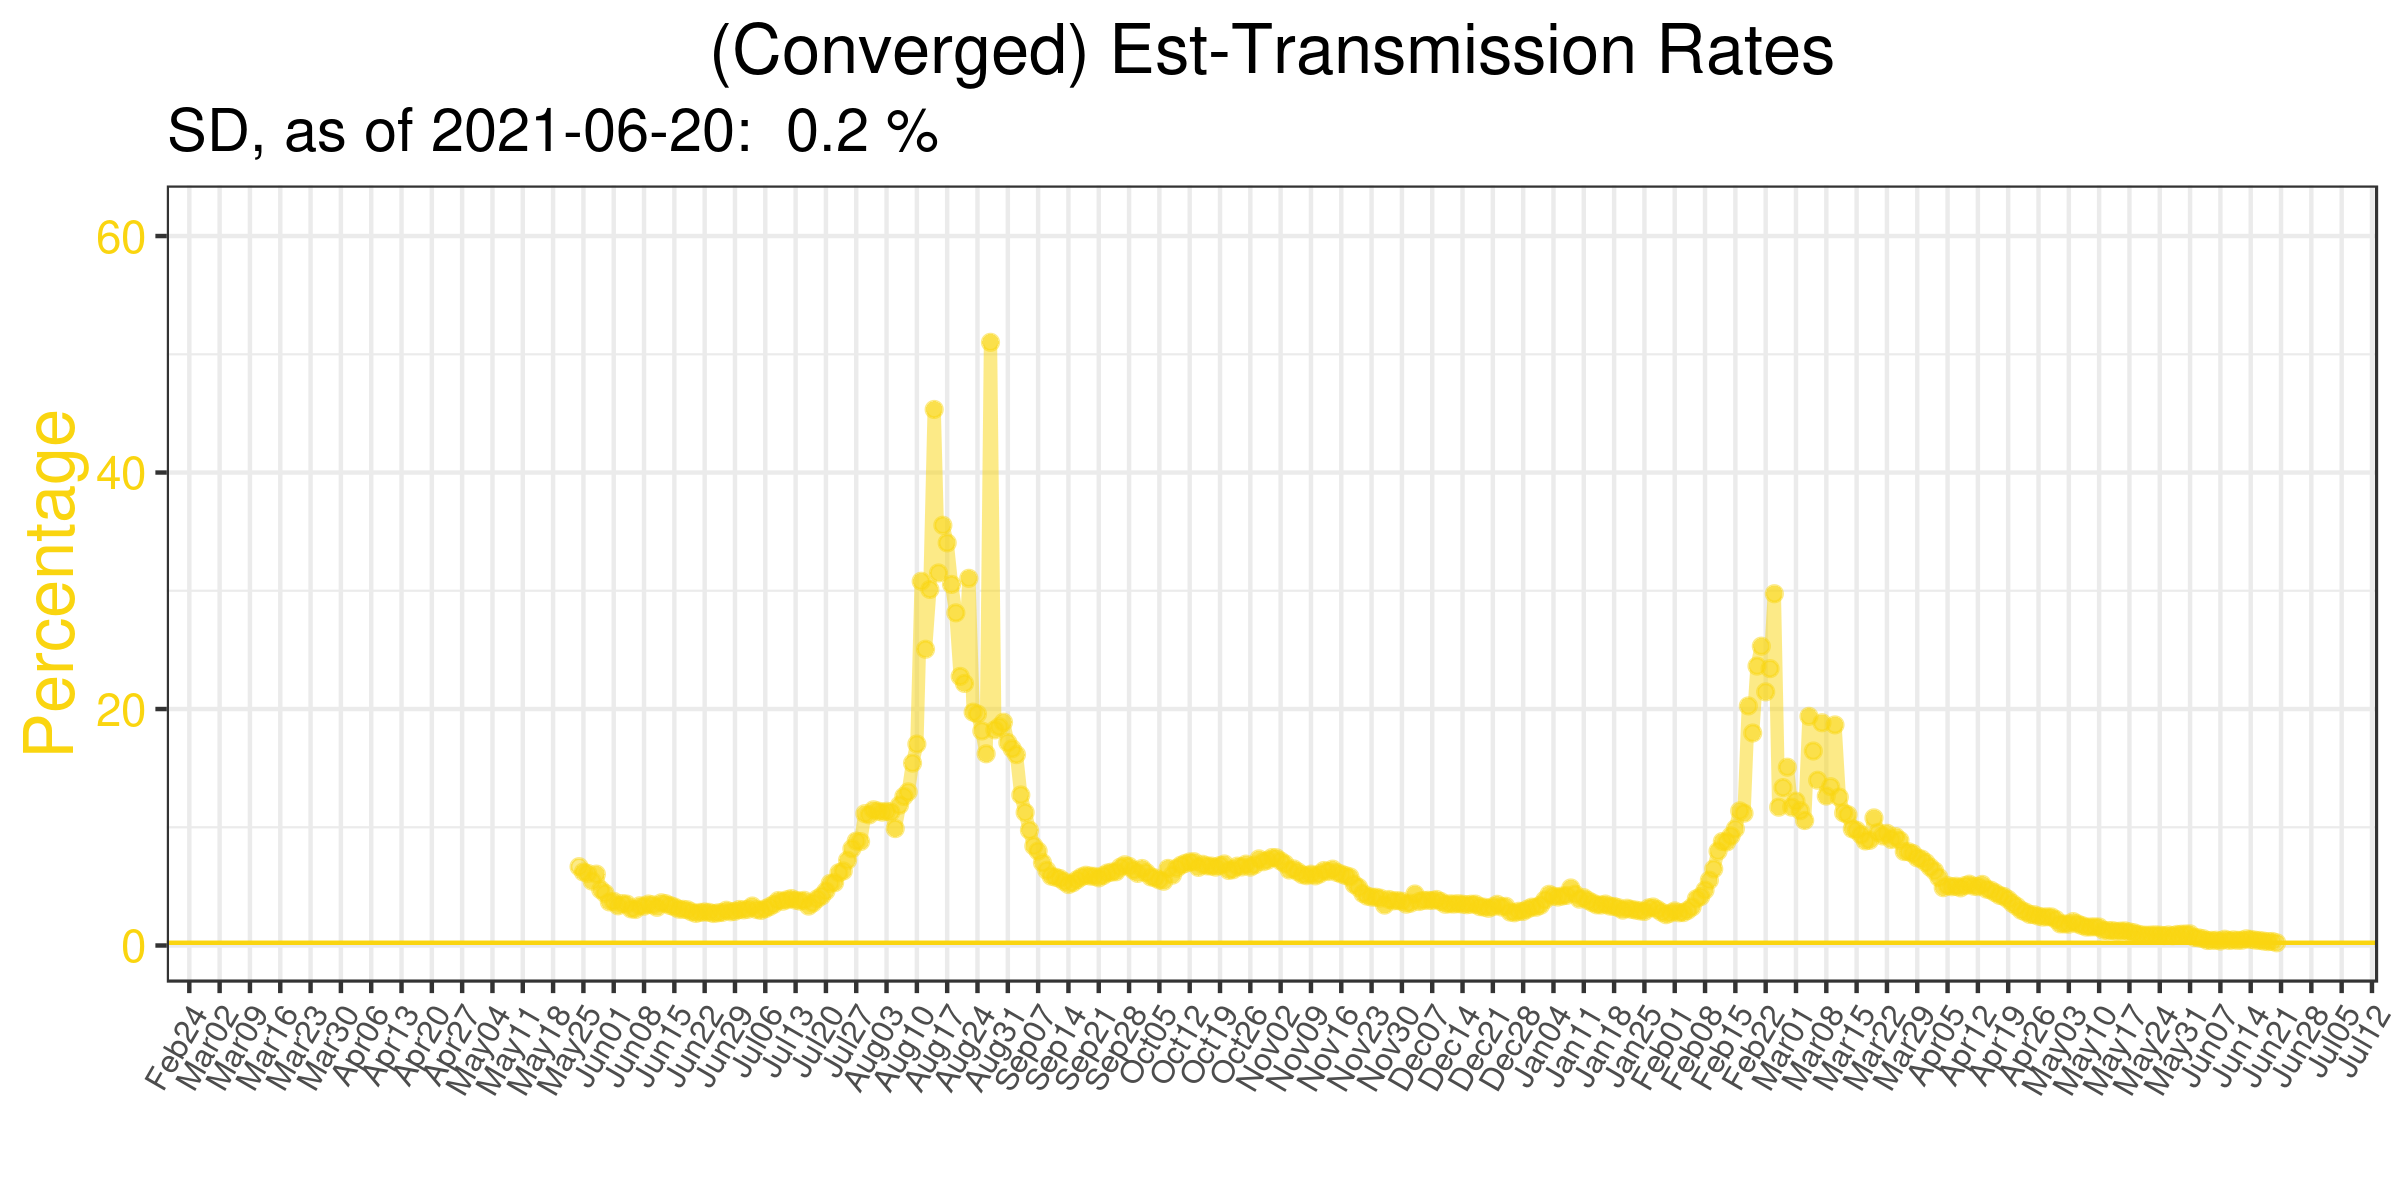 (Converged) Est-Transmission Rates
SD, as of 2021-06-20:  0.2 %
Percentage
60
40
20
0
Feb24 Mar02 Mar09 Mar16 Mar23 Mar30 Apr06 Apr13 Apr20 Apr27 May04 May11 May18 May25 Jun01 Jun08 Jun15 Jun22 Jun29 Jul06 Jul13 Jul20 Jul27 Aug03 Aug10 Aug17 Aug24 Aug31 Sep07 Sep14 Sep21 Sep28 Oct05 Oct12 Oct19 Oct26 Nov02 Nov09 Nov16 Nov23 Nov30 Dec07 Dec14 Dec21 Dec28 Jan04 Jan11 Jan18 Jan25 Feb01 Feb08 Feb15 Feb22 Mar01 Mar08 Mar15 Mar22 Mar29 Apr05 Apr12 Apr19 Apr26 May03 May10 May17 May24 May31 Jun07 Jun14 Jun21 Jun28 Jul05 Jul12